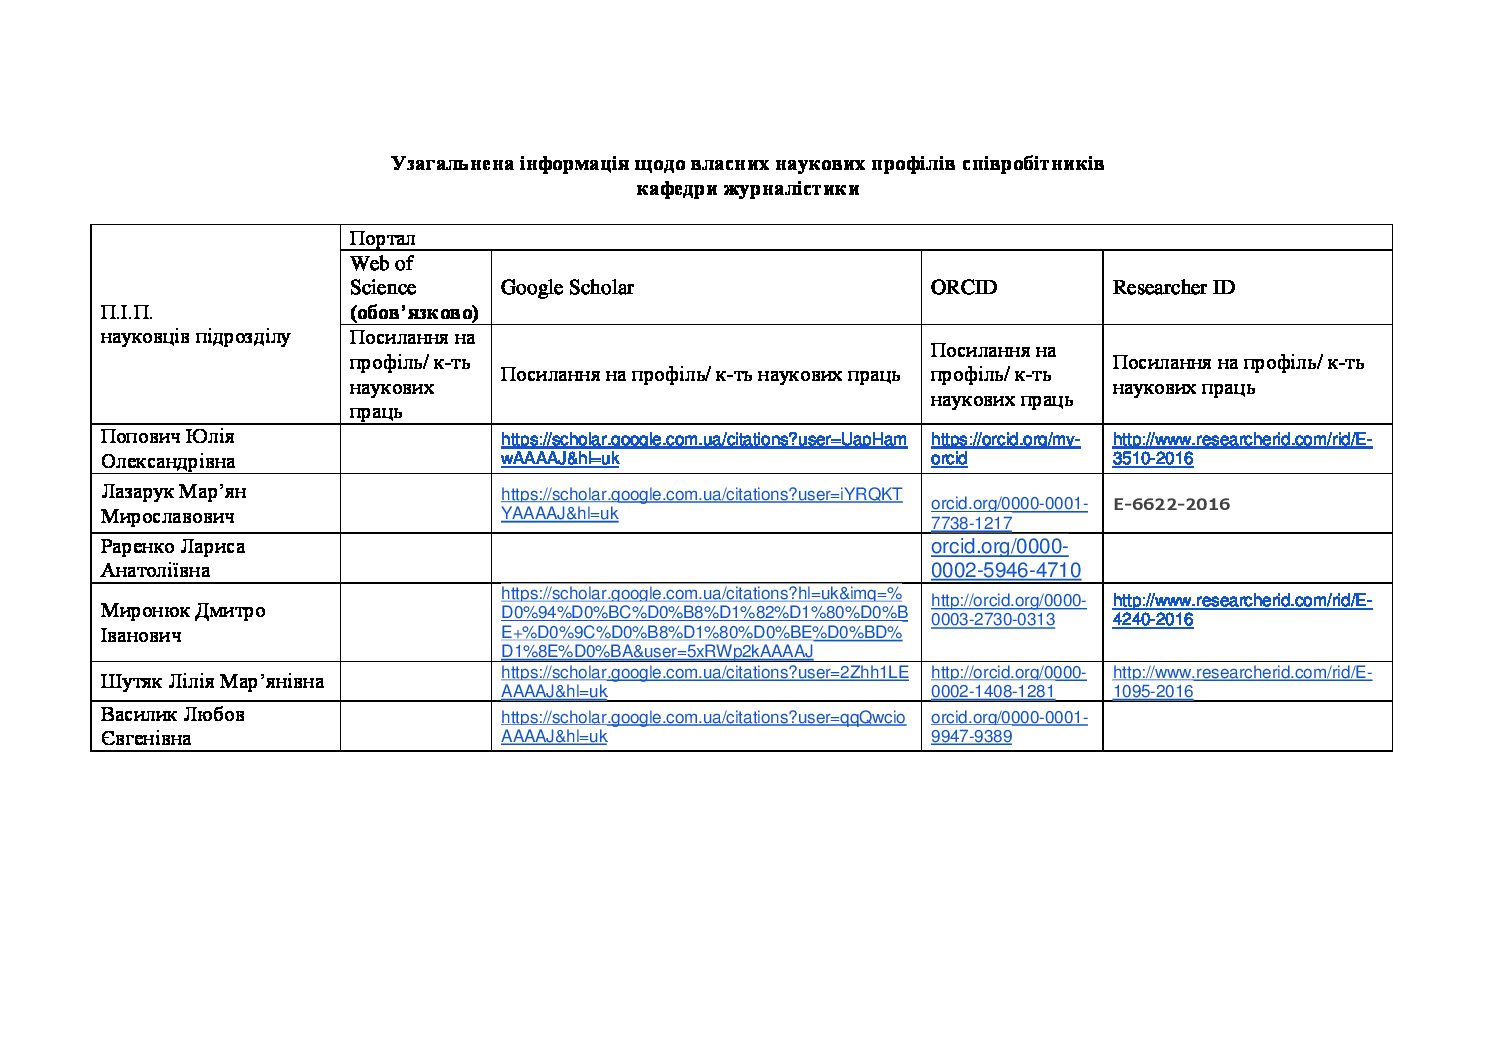 Узагальнена інформація щодо власних наукових профілів співробітників
кафедри журналістики
П.І.П.
науковців підрозділу
Портал
Web of
Science
(обов’язково)
Google Scholar
ORCID
Researcher ID
Посилання на
профіль/ к-ть
наукових
праць
Посилання на профіль/ к-ть наукових праць
Посилання на
профіль/ к-ть
наукових праць
Посилання на профіль/ к-ть
наукових праць
Попович Юлія
Олександрівна
https://scholar.google.com.ua/citations?user=UapHam
wAAAAJ&hl=uk
https://orcid.org/my-
orcid
http://www.researcherid.com/rid/E-
3510-2016
Лазарук Мар’ян
Мирославович
https://scholar.google.com.ua/citations?user=iYRQKT
YAAAAJ&hl=uk
orcid.org/0000-0001-
7738-1217
E-6622-2016
Раренко Лариса
Анатоліївна
orcid.org/0000-
0002-5946-4710
Миронюк Дмитро
Іванович
https://scholar.google.com.ua/citations?hl=uk&imq=%
D0%94%D0%BC%D0%B8%D1%82%D1%80%D0%B
E+%D0%9C%D0%B8%D1%80%D0%BE%D0%BD%
D1%8E%D0%BA&user=5xRWp2kAAAAJ
http://orcid.org/0000-
0003-2730-0313
http://www.researcherid.com/rid/E-
4240-2016
Шутяк Лілія Мар’янівна
https://scholar.google.com.ua/citations?user=2Zhh1LE
AAAAJ&hl=uk
http://orcid.org/0000-
0002-1408-1281
http://www.researcherid.com/rid/E-
1095-2016
Василик Любов
Євгенівна
https://scholar.google.com.ua/citations?user=qqQwcio
AAAAJ&hl=uk
orcid.org/0000-0001-
9947-9389